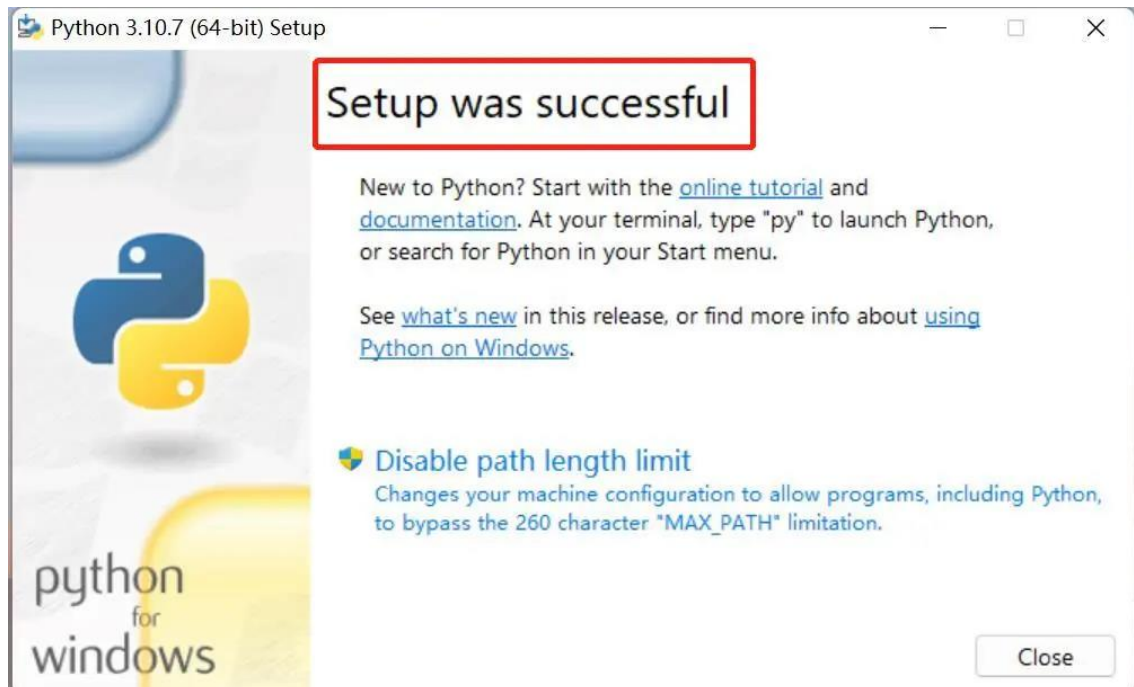 Python 3.10.7 (64-bit) Setup
Setup was successful
New to Python? Start with the online tutorial and
documentation. At your terminal, type "py" to launch Python,
or search for Python in your Start menu.
See what's new in this release, or find more info about using
Python on Windows.
Disable path length limit
Changes your machine configuration to allow programs, including Python,
to bypass the 260 character "MAX_PATH" limitation.
python
for
windows
Close